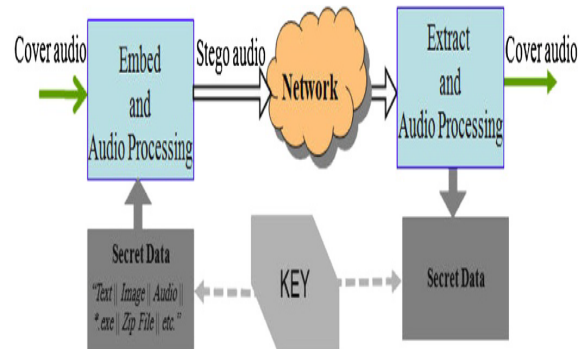 Cover audio
Embed
and
Audio Processing
Stego audio
Network
Extract
and
Audio Processing
Cover audio
Secret Data
"Text || Image || Audio ||
*.exe || Zip File || etc."
KEY
Secret Data